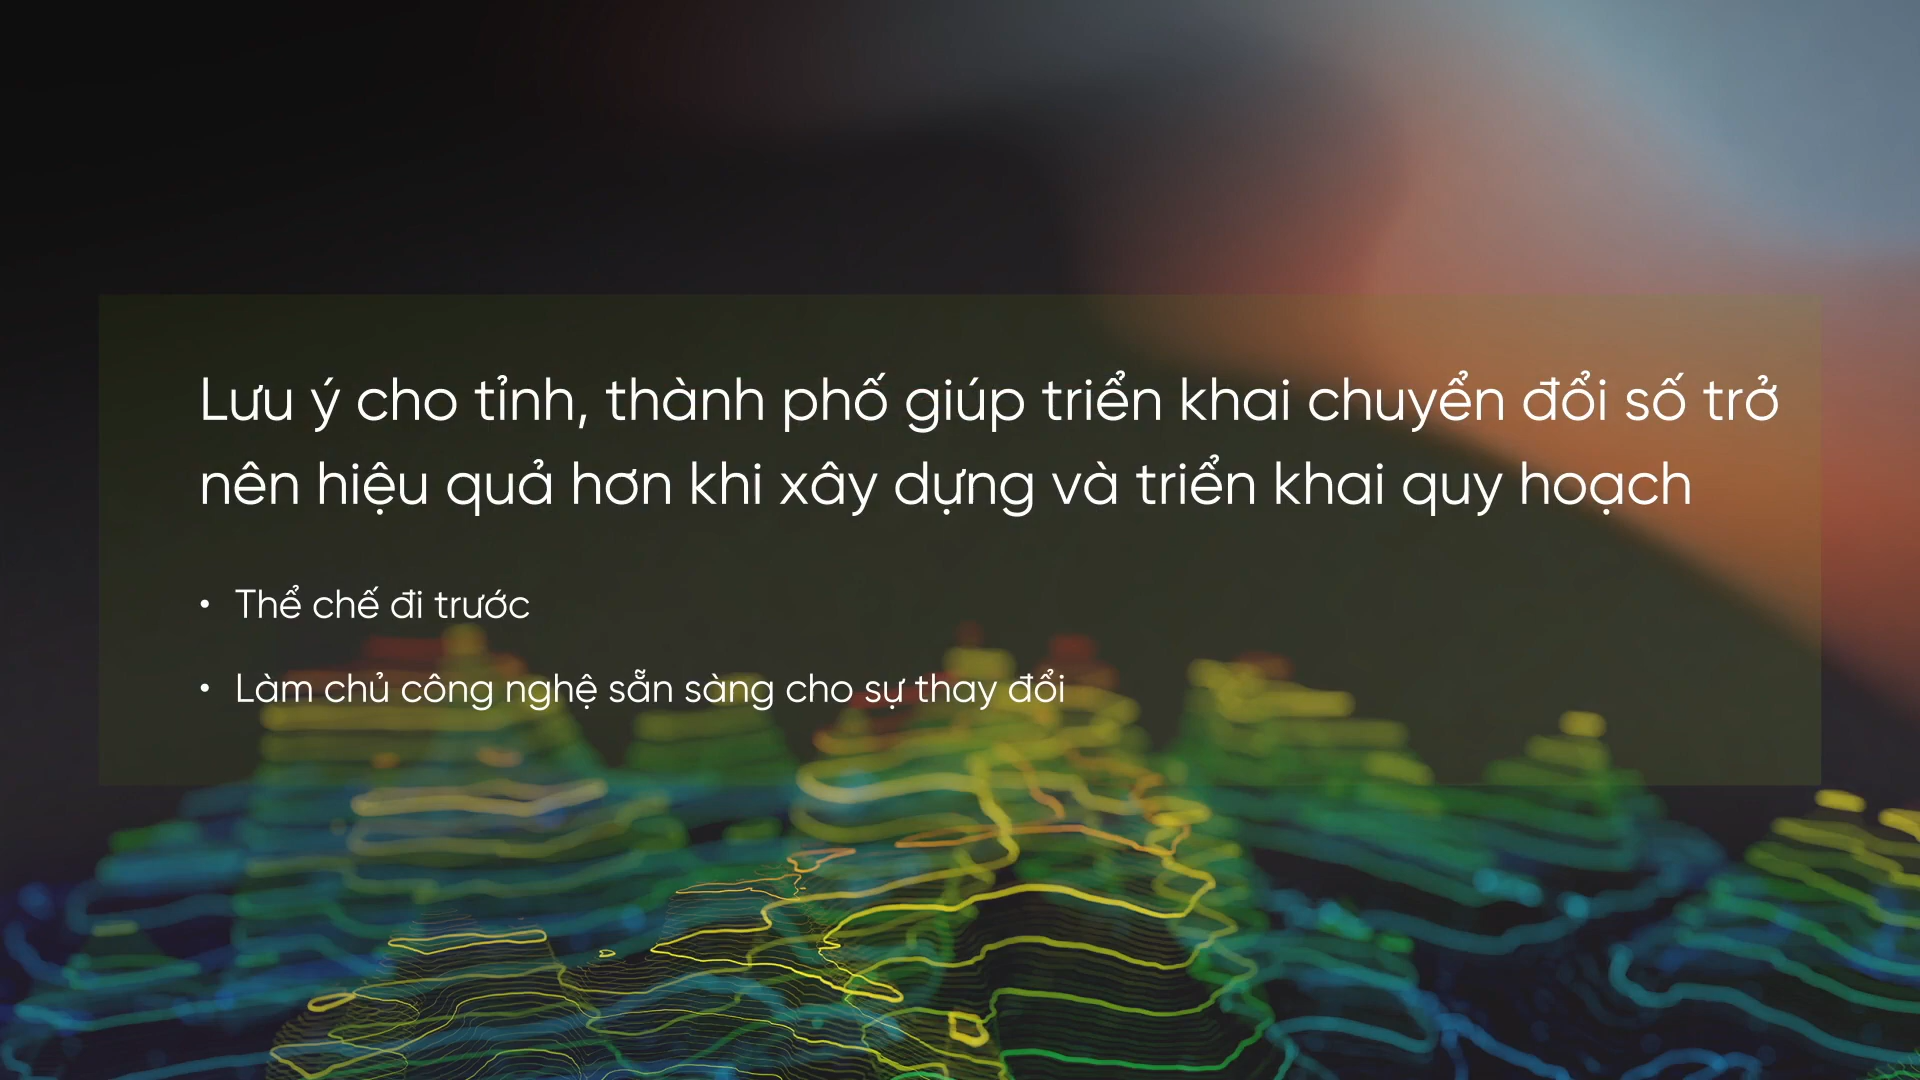 Lưu ý cho tỉnh, thành phố giúp triển khai chuyển đổi số trở
nên hiệu quả hơn khi xây dựng và triển khai quy hoạch
• Thể chế đi trước
• Làm chủ công nghệ sẵn sàng cho sự thay đổi